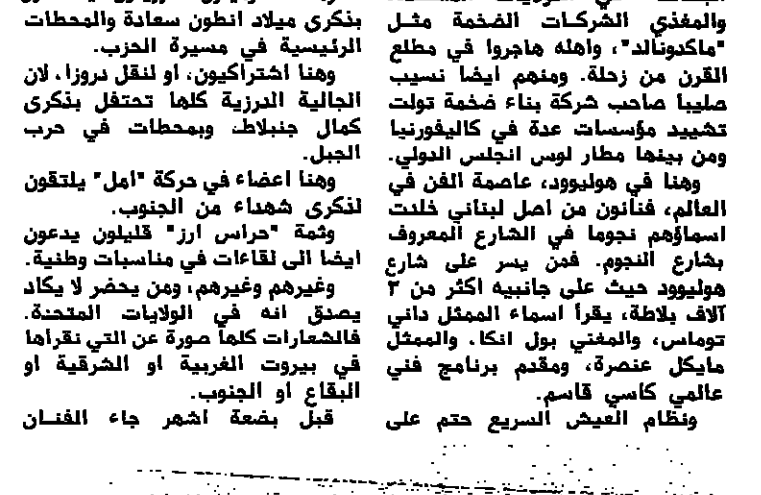 والمغذي الشركات الضخمة مثل
"ماكدونالد"، واهله هاجروا في مطلع
القرن من زحلة. ومنهم ايضا نسيب
صليبا صاحب شركة بناء ضخمة تولت
تشييد مؤسسات عدة في كاليفورنيا
ومن بينها مطار لوس انجلس الدولي.
وهنا في هوليوود، عاصمة الفن في
العالم، فنانون من اصل لبناني خلدت
اسماؤهم نجوما في الشارع المعروف
بشارع النجوم. فمن يسر على شارع
هوليوود حيث على جانبيه اكثر من ٣
آلاف بلاطة، يقرأ اسماء الممثل داني
توماس، والمغني بول انكا، والممثل
مايكل عنصرة، ومقدم برنامج فني
عالمي كاسي قاسم.
ونظام العيش السريع حتم على
بذكرى ميلاد انطون سعادة والمحطات
الرئيسية في مسيرة الحزب.
وهنا اشتراكيون، او لنقل دروزا، لان
الجالية الدرزية كلها تحتفل بذكرى
كمال جنبلاط، وبمحطات في حرب
الجبل.
وهنا اعضاء في حركة "امل" يلتقون
لذكرى شهداء من الجنوب.
وثمة "حراس ارز" قليلون يدعون
ايضا الى لقاءات في مناسبات وطنية.
وغيرهم وغيرهم، ومن يحضر لا يكاد
يصدق انه في الولايات المتحدة.
فالشعارات كلها صورة عن التي نقرأها
في بيروت الغربية او الشرقية او
البقاع او الجنوب.
قبل بضعة اشهر جاء الفنان